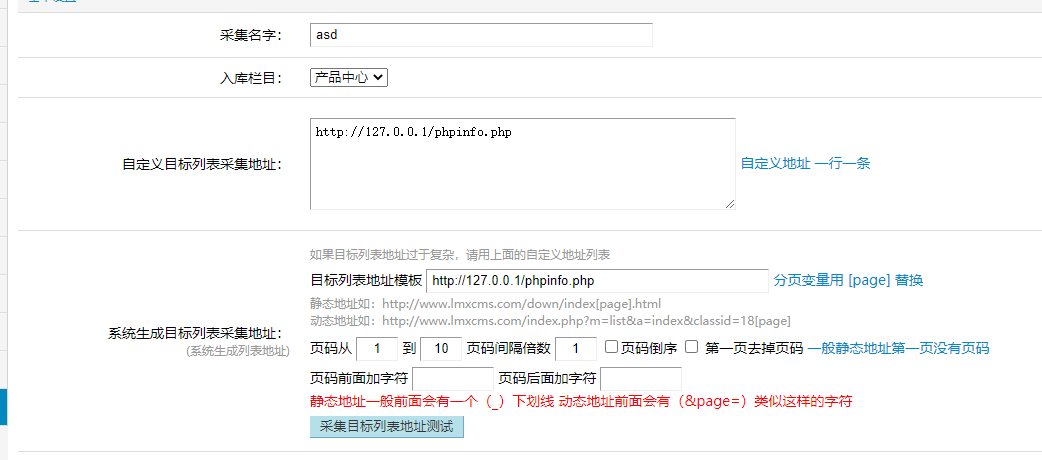 采集名字： asd
入库栏目： 产品中心
自定义目标列表采集地址： http://127.0.0.1/phpinfo.php 自定义地址 一行一条
如果目标列表地址过于复杂，请用上面的自定义地址列表
目标列表地址模板 http://127.0.0.1/phpinfo.php 分页变量用 [page] 替换
静态地址如：http://www.lmxcms.com/down/index[page].html
动态地址如：http://www.lmxcms.com/index.php?m=list&a=index&classid=18[page]
系统生成目标列表采集地址：
(系统生成列表地址)
页码从 1 到 10 页码间隔倍数 1 页码倒序 第一页去掉页码 一般静态地址第一页没有页码
页码前面加字符 页码后面加字符
静态地址一般前面会有一个（_）下划线 动态地址前面会有（&page=）类似这样的字符
采集目标列表地址测试